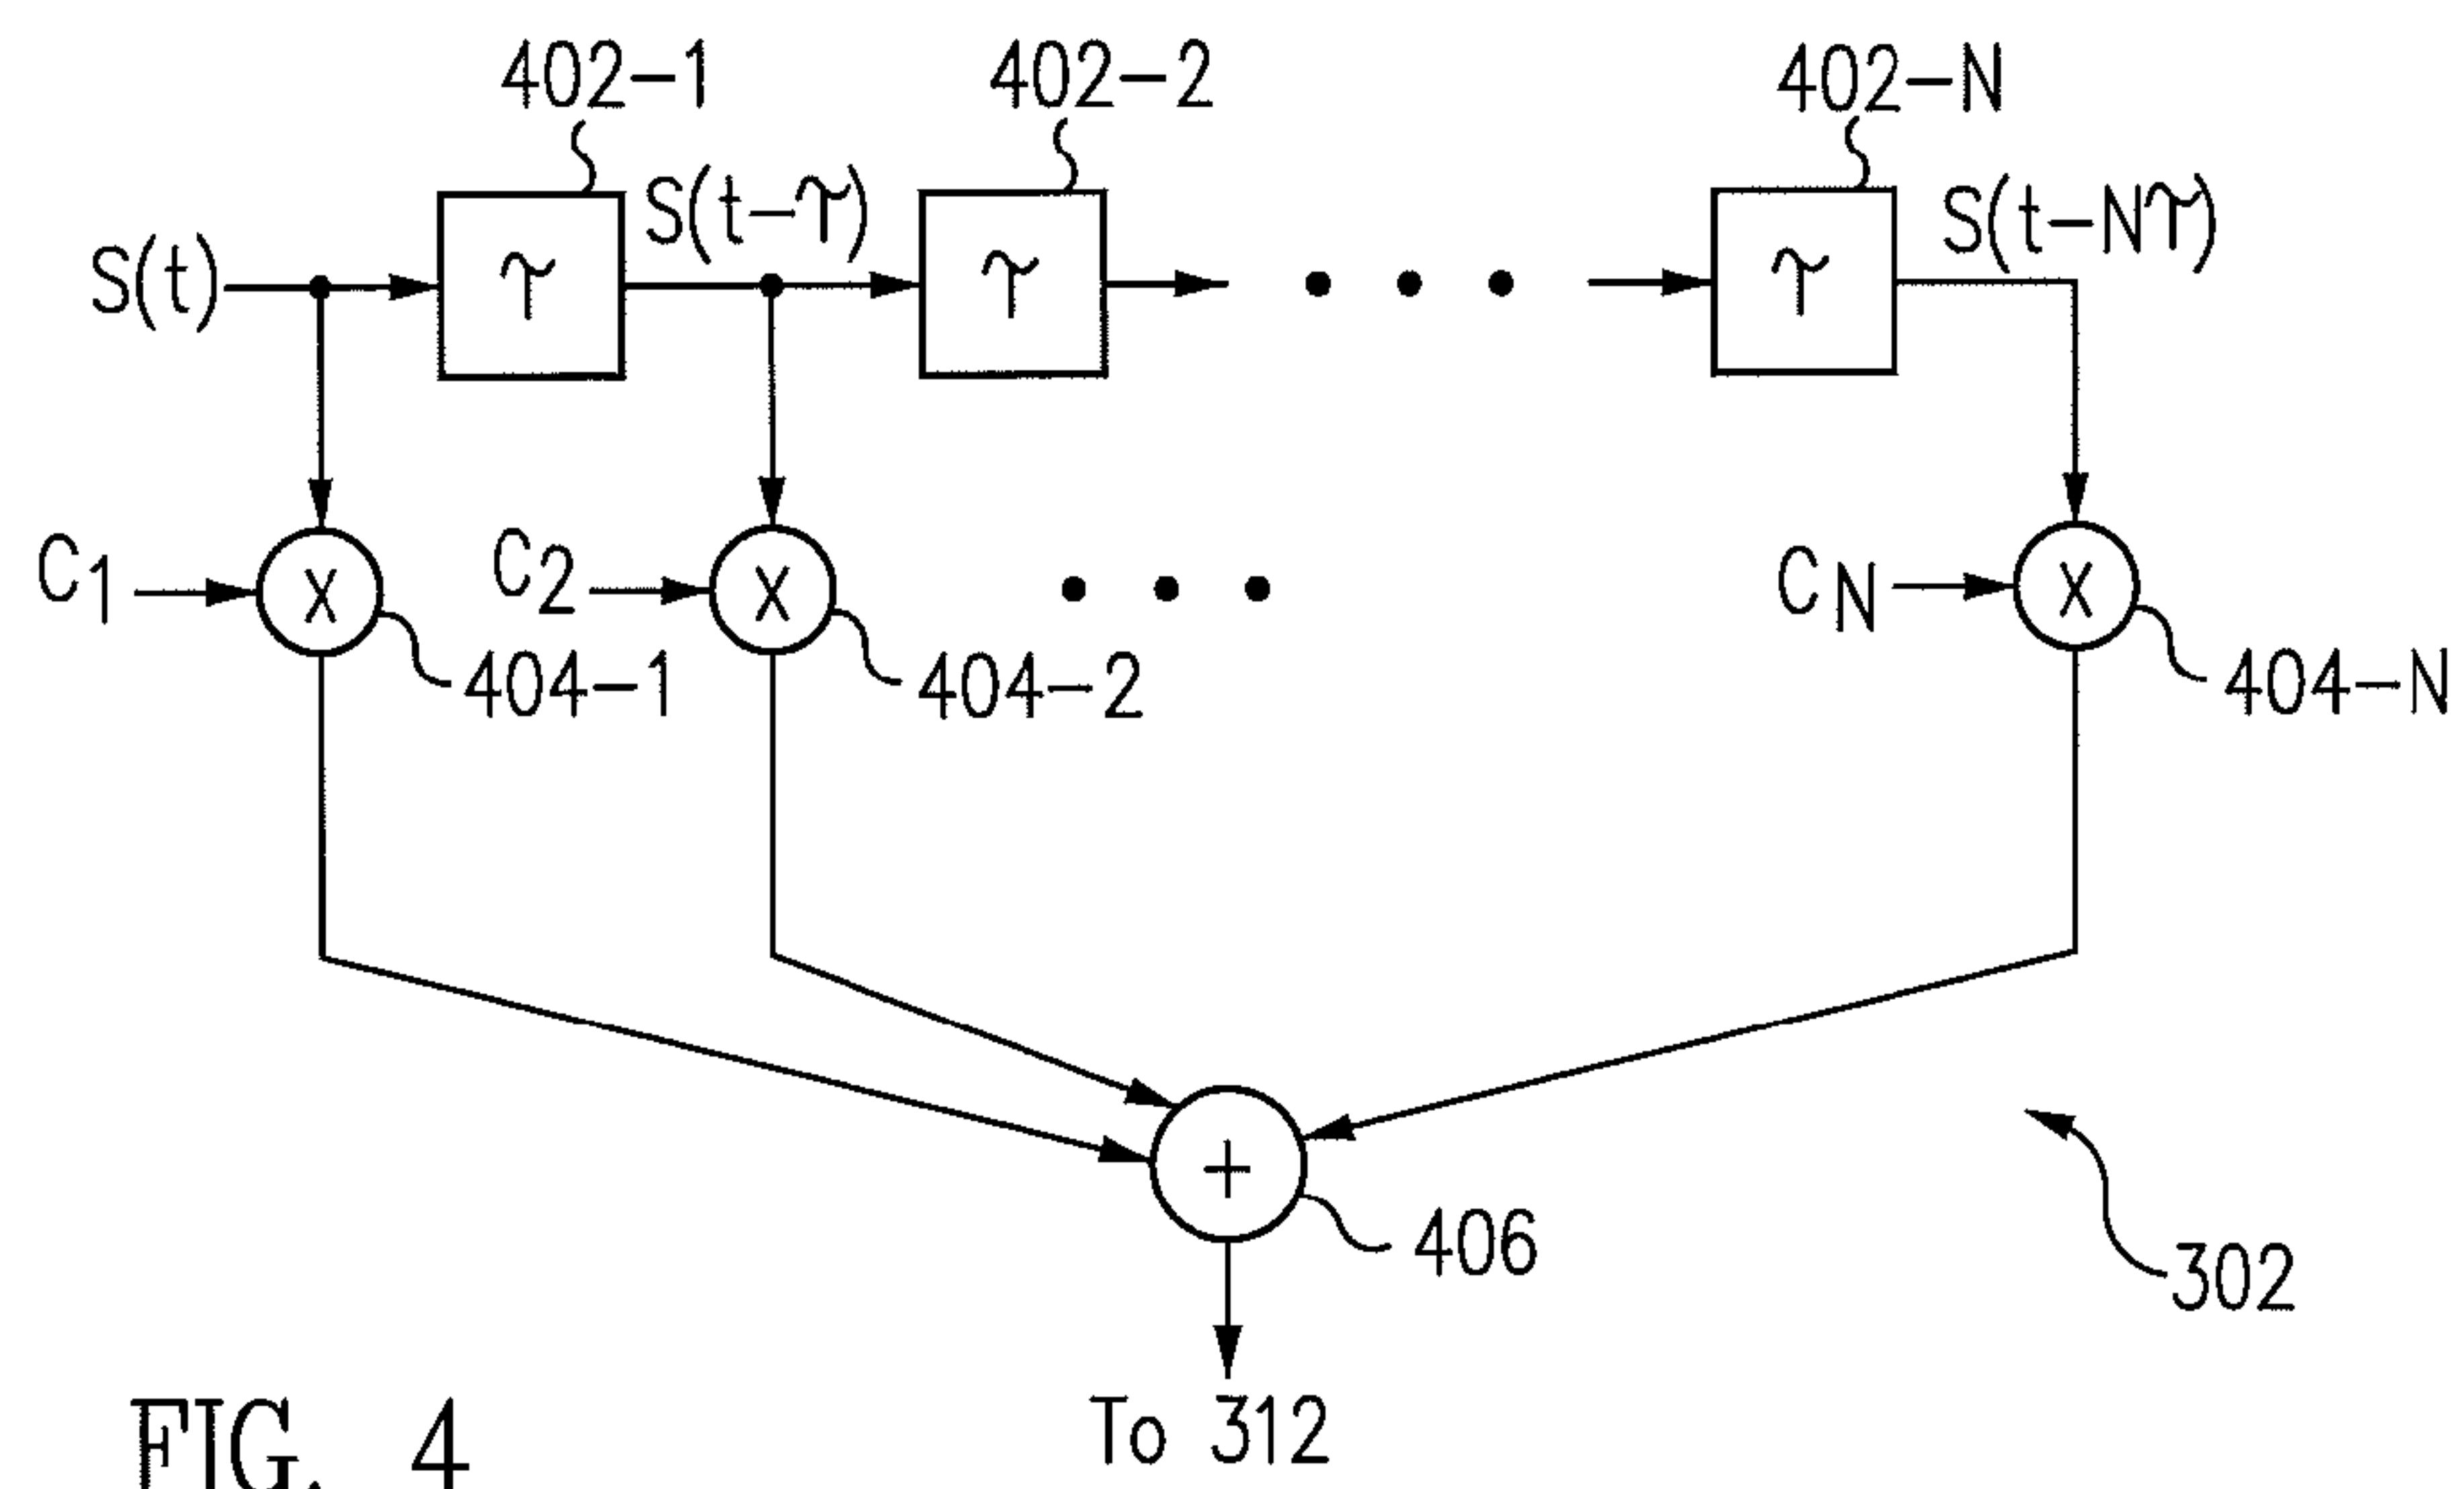 402-1
402-2
402-N
S(t)
τ
S(t-τ)
τ
τ
S(t-Nτ)
C1
X
C2
X
CN
X
404-1
404-2
404-N
+
406
302
To 312
FIG. 4